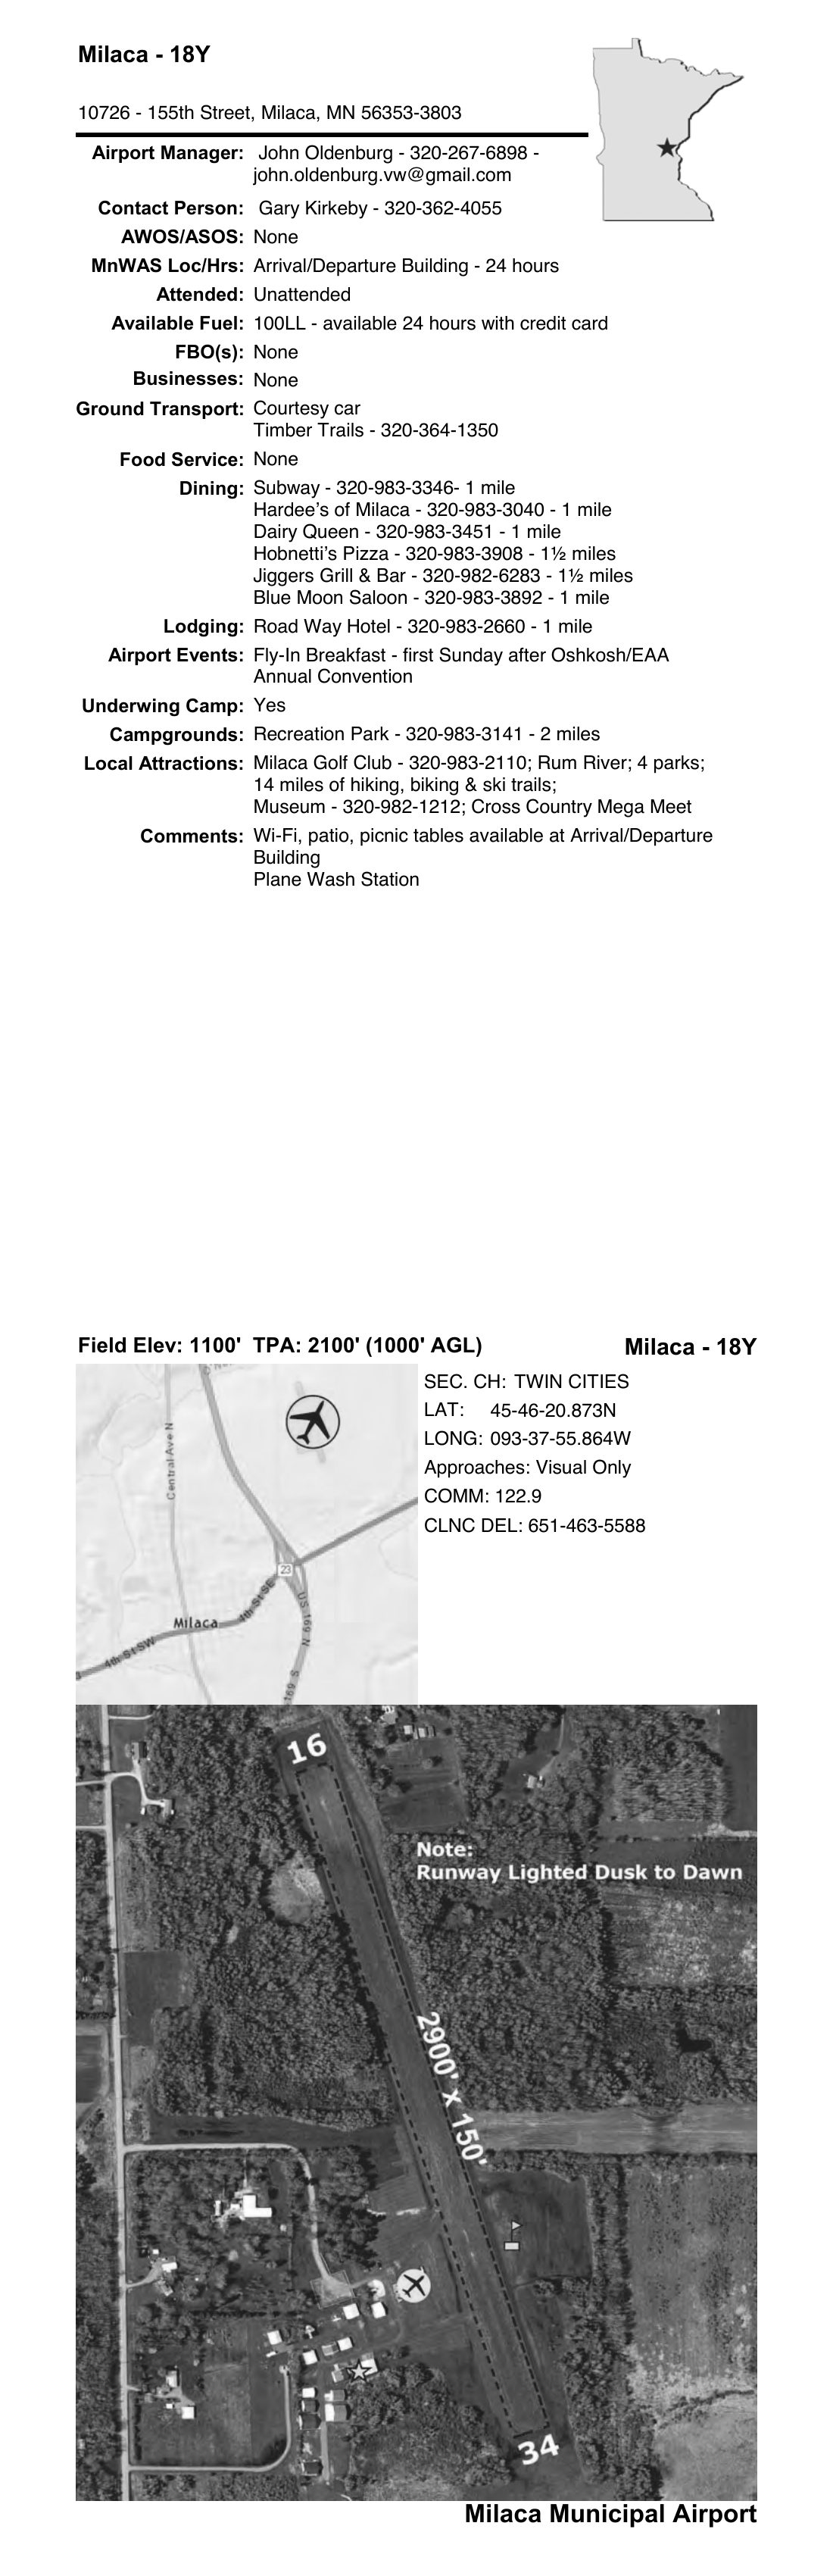 Milaca - 18Y
10726 - 155th Street, Milaca, MN 56353-3803
Airport Manager: John Oldenburg - 320-267-6898 -
john.oldenburg.vw@gmail.com
Contact Person: Gary Kirkeby - 320-362-4055
AWOS/ASOS: None
MnWAS Loc/Hrs: Arrival/Departure Building - 24 hours
Attended: Unattended
Available Fuel: 100LL - available 24 hours with credit card
FBO(s): None
Businesses: None
Ground Transport: Courtesy car
Timber Trails - 320-364-1350
Food Service: None
Dining: Subway - 320-983-3346- 1 mile
Hardee’s of Milaca - 320-983-3040 - 1 mile
Dairy Queen - 320-983-3451 - 1 mile
Hobnetti’s Pizza - 320-983-3908 - 1½ miles
Jiggers Grill & Bar - 320-982-6283 - 1½ miles
Blue Moon Saloon - 320-983-3892 - 1 mile
Lodging: Road Way Hotel - 320-983-2660 - 1 mile
Airport Events: Fly-In Breakfast - first Sunday after Oshkosh/EAA
Annual Convention
Underwing Camp: Yes
Campgrounds: Recreation Park - 320-983-3141 - 2 miles
Local Attractions: Milaca Golf Club - 320-983-2110; Rum River; 4 parks;
14 miles of hiking, biking & ski trails;
Museum - 320-982-1212; Cross Country Mega Meet
Comments: Wi-Fi, patio, picnic tables available at Arrival/Departure
Building
Plane Wash Station
Field Elev: 1100' TPA: 2100' (1000' AGL)
Milaca - 18Y
SEC. CH: TWIN CITIES
LAT: 45-46-20.873N
LONG: 093-37-55.864W
Approaches: Visual Only
COMM: 122.9
CLNC DEL: 651-463-5588
Central Ave N
23
4th St SE
US 169 N
Milaca
4th St SW
169 S
16
Note:
Runway Lighted Dusk to Dawn
2900' x 150'
34
Milaca Municipal Airport